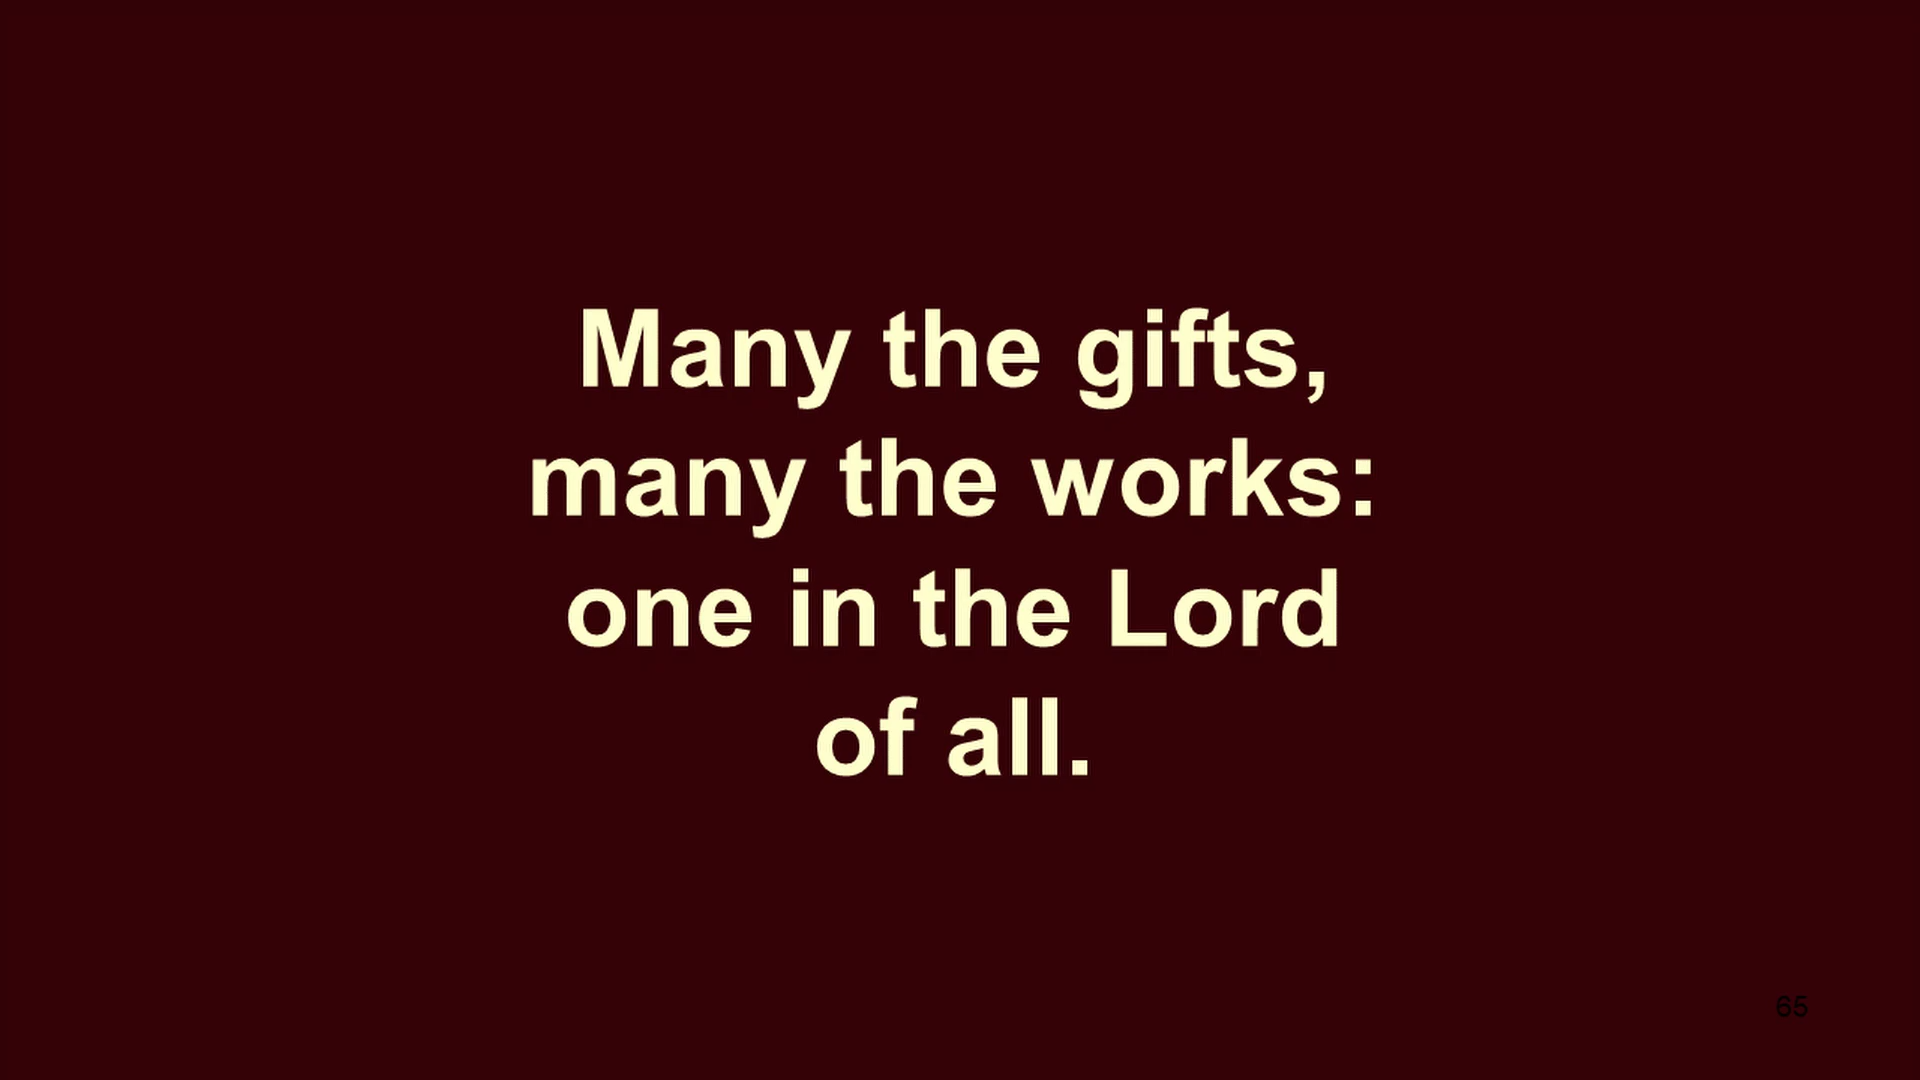 Many the gifts,
many the works:
one in the Lord
of all.
65